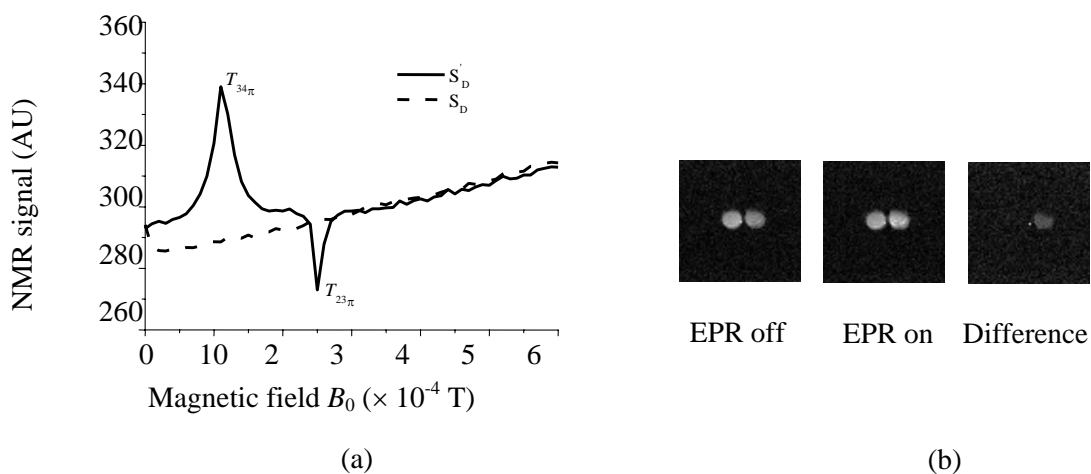 360
340
320
300
280
260
NMR signal (AU)
T34π
S'D
SD
T23π
0 10 2 3 4 5 6
Magnetic field B0 (× 10-4 T)
(a)
EPR off EPR on Difference
(b)